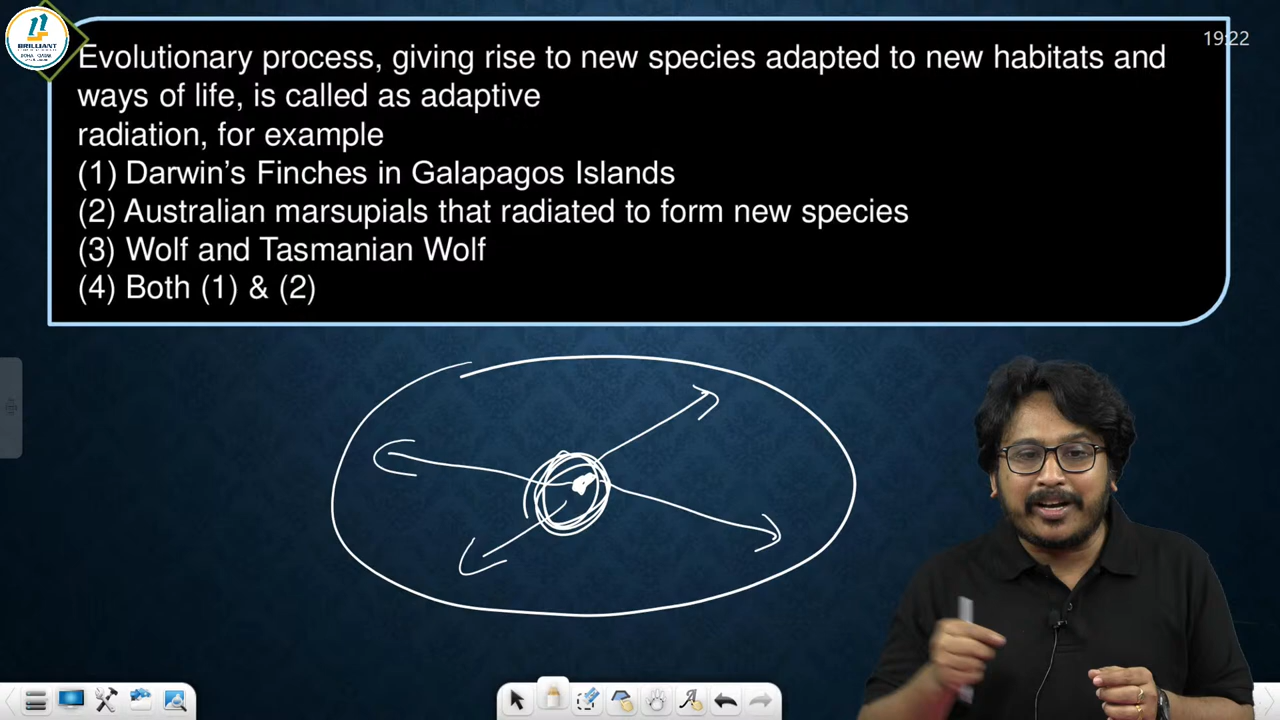 BRILLIANT
19:22
Evolutionary process, giving rise to new species adapted to new habitats and
ways of life, is called as adaptive
radiation, for example
(1) Darwin’s Finches in Galapagos Islands
(2) Australian marsupials that radiated to form new species
(3) Wolf and Tasmanian Wolf
(4) Both (1) & (2)